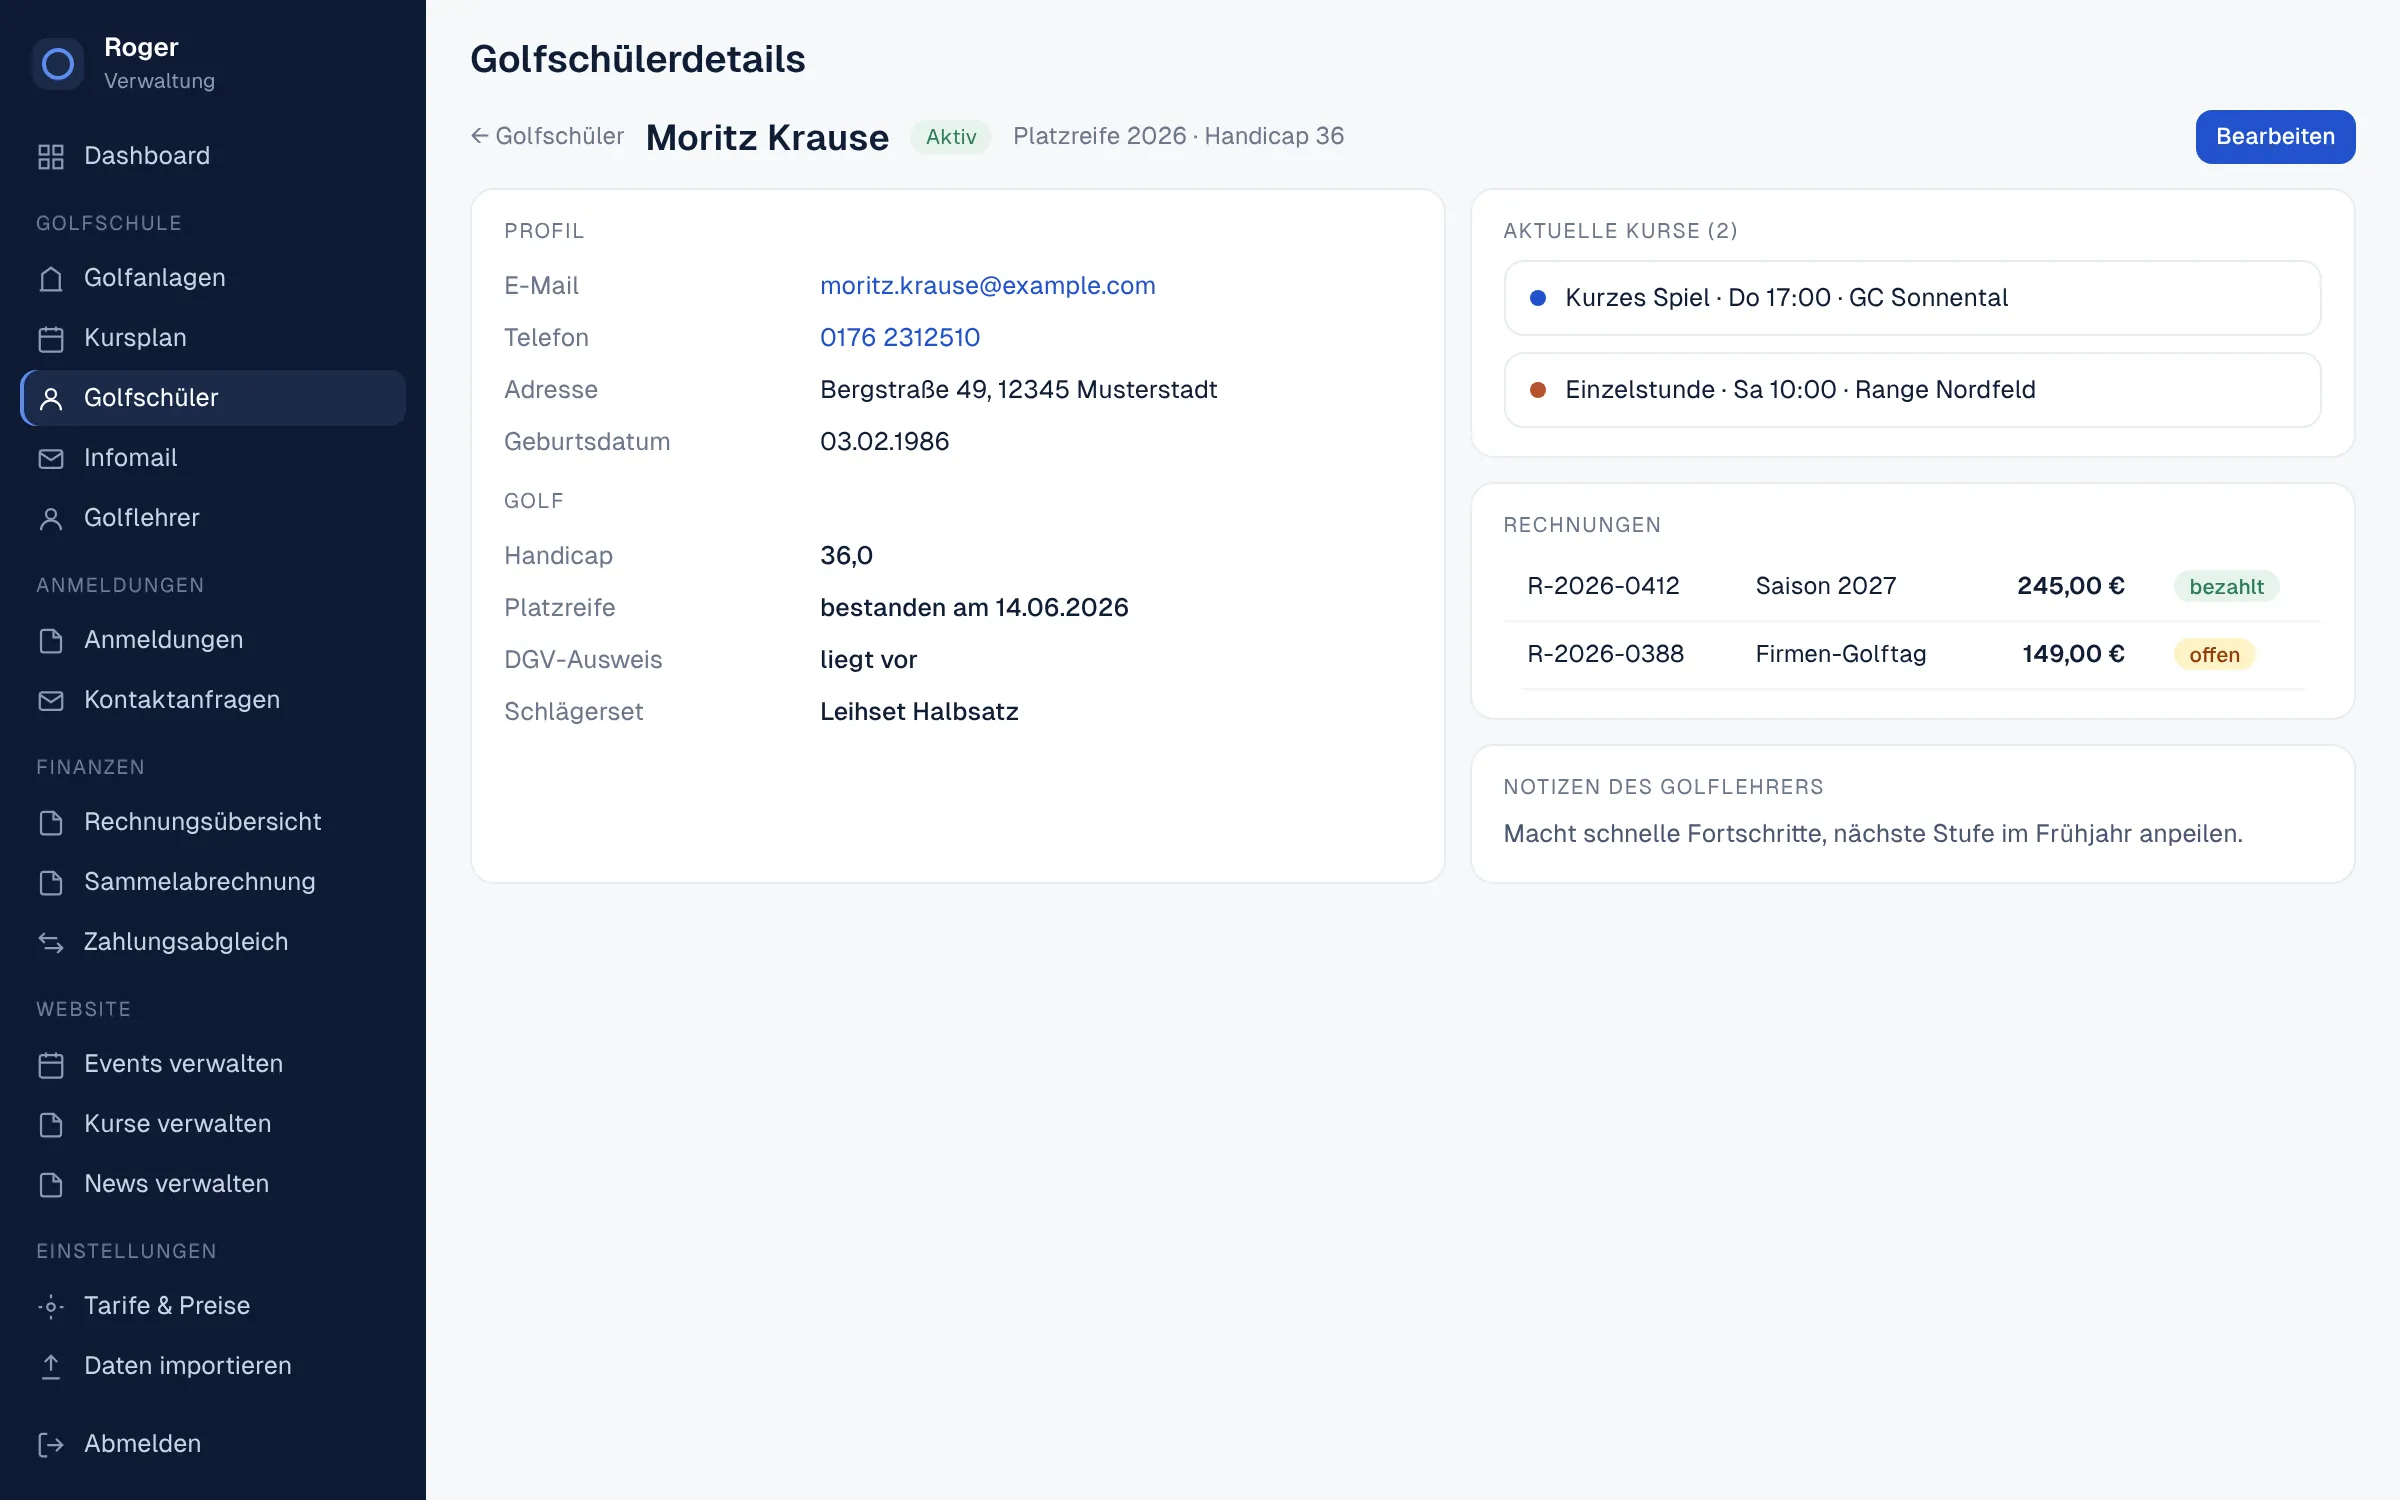 Roger
Verwaltung
Dashboard
GOLFSCHULE
Golfanlagen
Kursplan
Golfschüler
Infomail
Golflehrer
ANMELDUNGEN
Anmeldungen
Kontaktanfragen
FINANZEN
Rechnungsübersicht
Sammelabrechnung
Zahlungsabgleich
WEBSITE
Events verwalten
Kurse verwalten
News verwalten
EINSTELLUNGEN
Tarife & Preise
Daten importieren
Abmelden
Golfschülerdetails
← Golfschüler Moritz Krause Aktiv Platzreife 2026 · Handicap 36 Bearbeiten
PROFIL
E-Mail moritz.krause@example.com
Telefon 0176 2312510
Adresse Bergstraße 49, 12345 Musterstadt
Geburtsdatum 03.02.1986
GOLF
Handicap 36,0
Platzreife bestanden am 14.06.2026
DGV-Ausweis liegt vor
Schlägerset Leihset Halbsatz
AKTUELLE KURSE (2)
Kurzes Spiel · Do 17:00 · GC Sonnental
Einzelstunde · Sa 10:00 · Range Nordfeld
RECHNUNGEN
R-2026-0412 Saison 2027 245,00 € bezahlt
R-2026-0388 Firmen-Golftag 149,00 € offen
NOTIZEN DES GOLFLEHRERS
Macht schnelle Fortschritte, nächste Stufe im Frühjahr anpeilen.